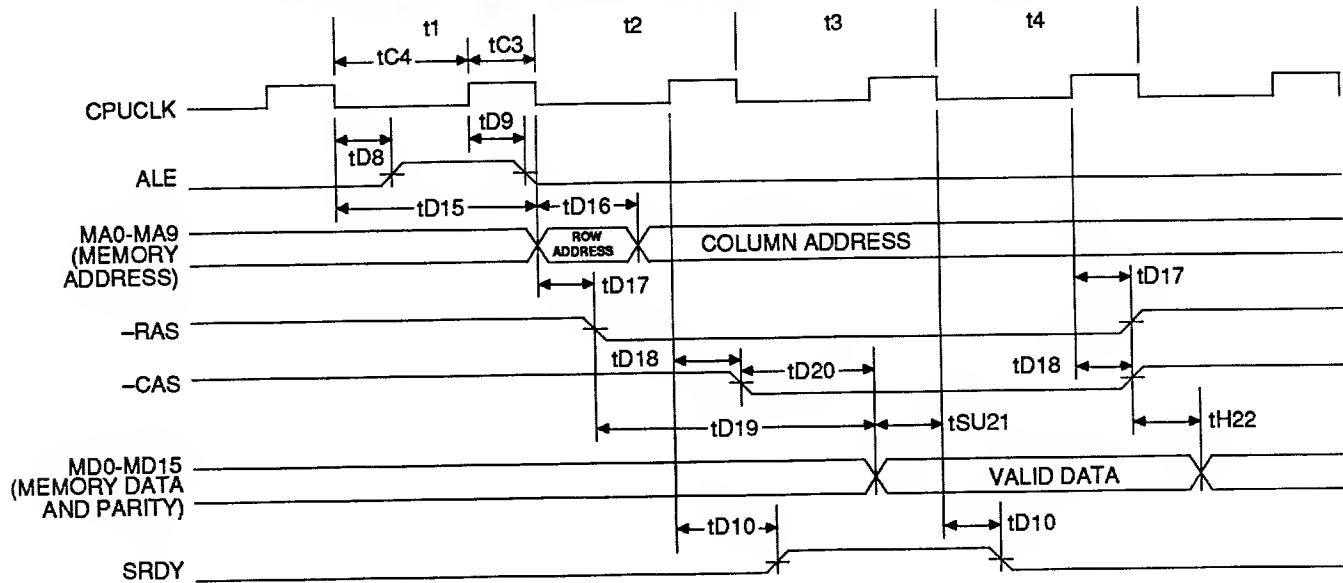 t1
t2
t3
t4
tC4
tC3
CPUCLK
tD9
tD8
ALE
tD15
tD16
MA0-MA9
(MEMORY
ADDRESS)
ROW
ADDRESS
COLUMN ADDRESS
tD17
tD17
–RAS
tD18
tD20
tD18
–CAS
tD19
tSU21
tH22
MD0-MD15
(MEMORY DATA
AND PARITY)
VALID DATA
tD10
tD10
SRDY